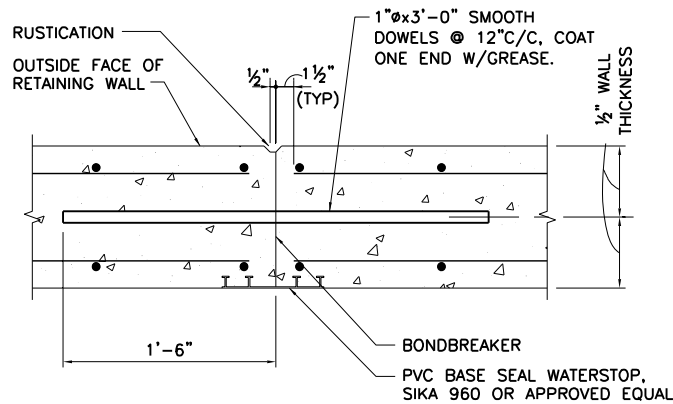 1"øx3'-0" SMOOTH
DOWELS @ 12"C/C, COAT
ONE END W/GREASE.
RUSTICATION
OUTSIDE FACE OF
RETAINING WALL
½" 1½"
(TYP)
½" WALL
THICKNESS
1'-6"
BONDBREAKER
PVC BASE SEAL WATERSTOP,
SIKA 960 OR APPROVED EQUAL